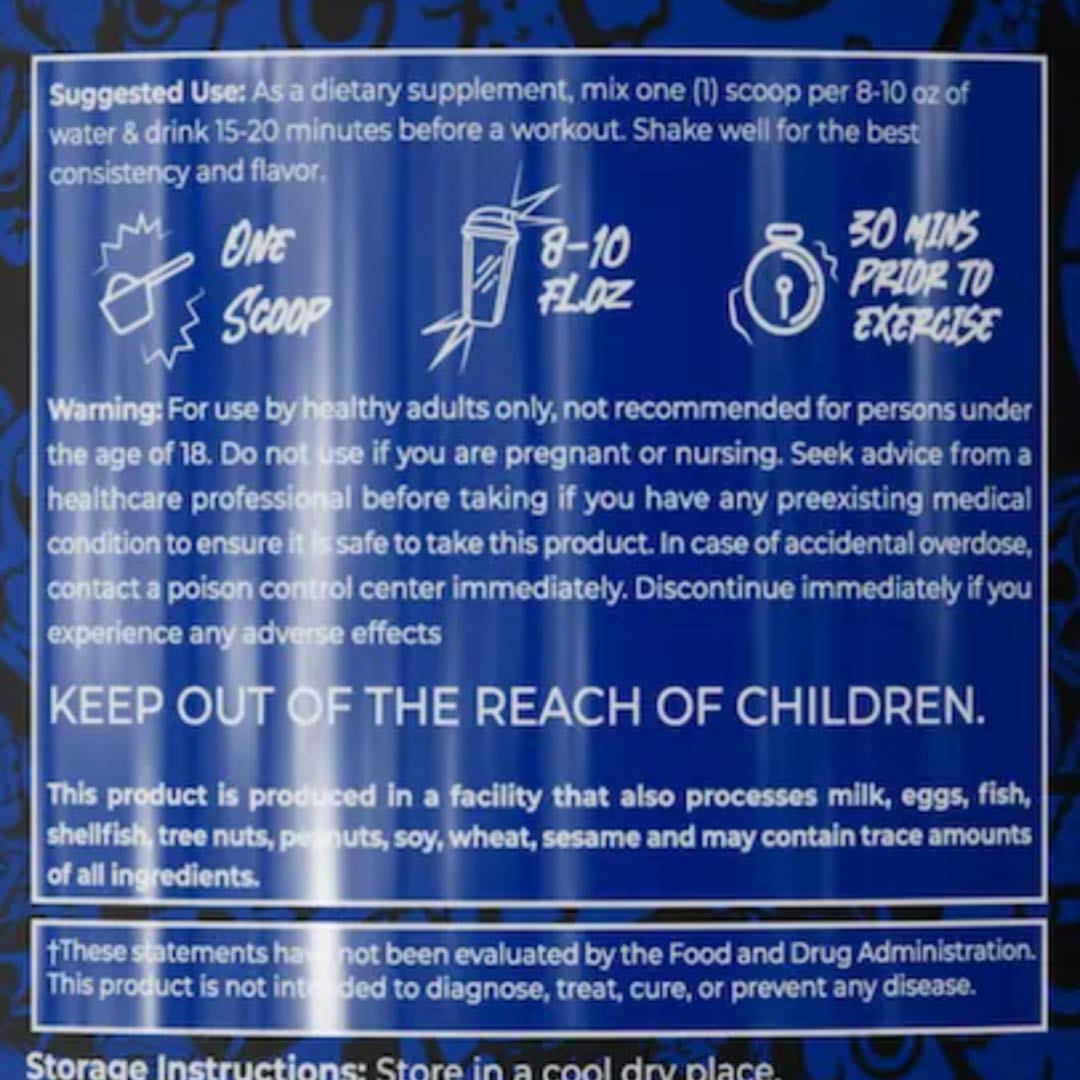 Suggested Use: As a dietary supplement, mix one (1) scoop per 8-10 oz of
water & drink 15-20 minutes before a workout. Shake well for the best
consistency and flavor.
ONE
SCOOP
8-10
FL.OZ
30 MINS
PRIOR TO
EXERCISE
Warning: For use by healthy adults only, not recommended for persons under
the age of 18. Do not use if you are pregnant or nursing. Seek advice from a
healthcare professional before taking if you have any preexisting medical
condition to ensure it is safe to take this product. In case of accidental overdose,
contact a poison control center immediately. Discontinue immediately if you
experience any adverse effects
KEEP OUT OF THE REACH OF CHILDREN.
This product is produced in a facility that also processes milk, eggs, fish,
shellfish, tree nuts, peanuts, soy, wheat, sesame and may contain trace amounts
of all ingredients.
†These statements have not been evaluated by the Food and Drug Administration.
This product is not intended to diagnose, treat, cure, or prevent any disease.
Storage Instructions: Store in a cool dry place.